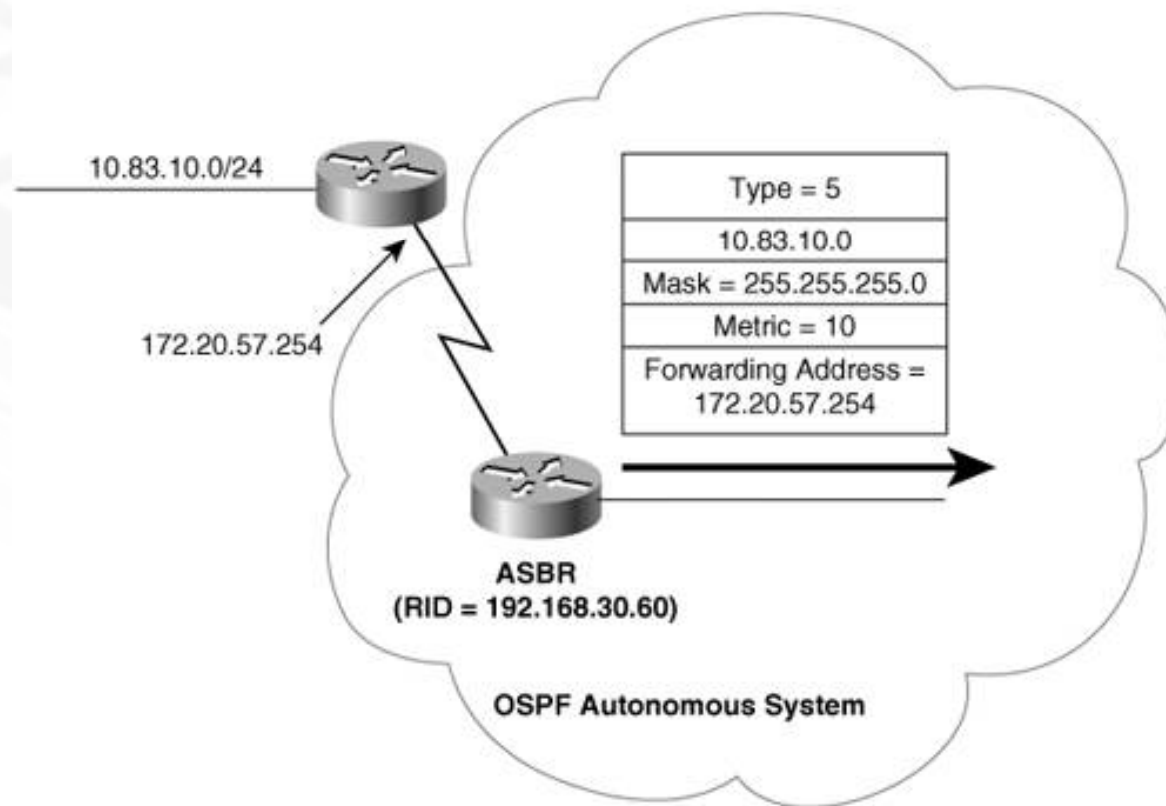 10.83.10.0/24
172.20.57.254
Type = 5
10.83.10.0
Mask = 255.255.255.0
Metric = 10
Forwarding Address =
172.20.57.254
ASBR
(RID = 192.168.30.60)
OSPF Autonomous System